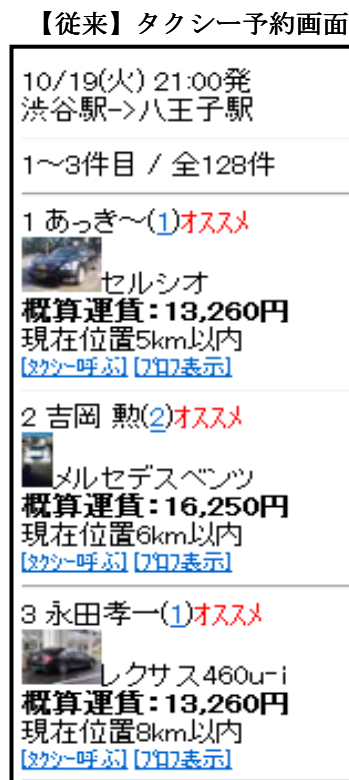 【従来】タクシー予約画面
10/19(火) 21:00発
渋谷駅->八王子駅
1〜3件目 / 全128件
1 あっき〜(1)オススメ
セルシオ
概算運賃：13,260円
現在位置5km以内
[タクシー呼ぶ] [プロフ表示]
2 吉岡 勲(2)オススメ
メルセデスベンツ
概算運賃：16,250円
現在位置6km以内
[タクシー呼ぶ] [プロフ表示]
3 永田孝一(1)オススメ
レクサス460u-i
概算運賃：13,260円
現在位置8km以内
[タクシー呼ぶ] [プロフ表示]